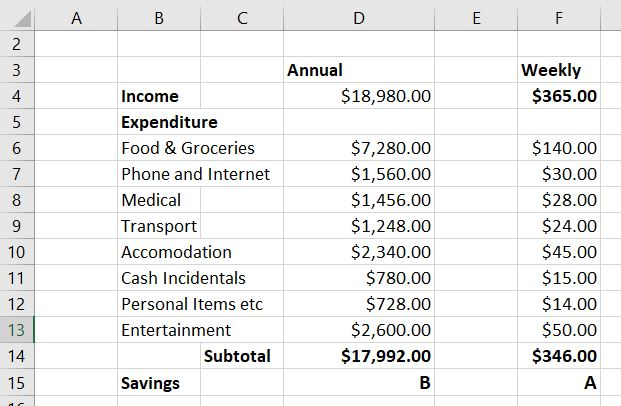 A B C D E F
2
3 Annual Weekly
4 Income $18,980.00 $365.00
5 Expenditure
6 Food & Groceries $7,280.00 $140.00
7 Phone and Internet $1,560.00 $30.00
8 Medical $1,456.00 $28.00
9 Transport $1,248.00 $24.00
10 Accomodation $2,340.00 $45.00
11 Cash Incidentals $780.00 $15.00
12 Personal Items etc $728.00 $14.00
13 Entertainment $2,600.00 $50.00
14 Subtotal $17,992.00 $346.00
15 Savings B A